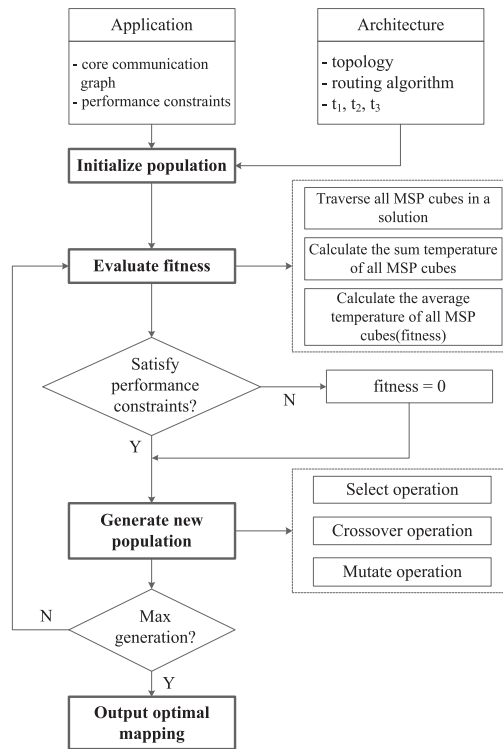 Application
- core communication
graph
- performance constraints
Architecture
- topology
- routing algorithm
- t1, t2, t3
Initialize population
Traverse all MSP cubes in a
solution
Evaluate fitness
Calculate the sum temperature
of all MSP cubes
Calculate the average
temperature of all MSP
cubes(fitness)
Satisfy
performance
constraints?
N
fitness = 0
Y
Generate new
population
Select operation
Crossover operation
Mutate operation
N
Max
generation?
Y
Output optimal
mapping